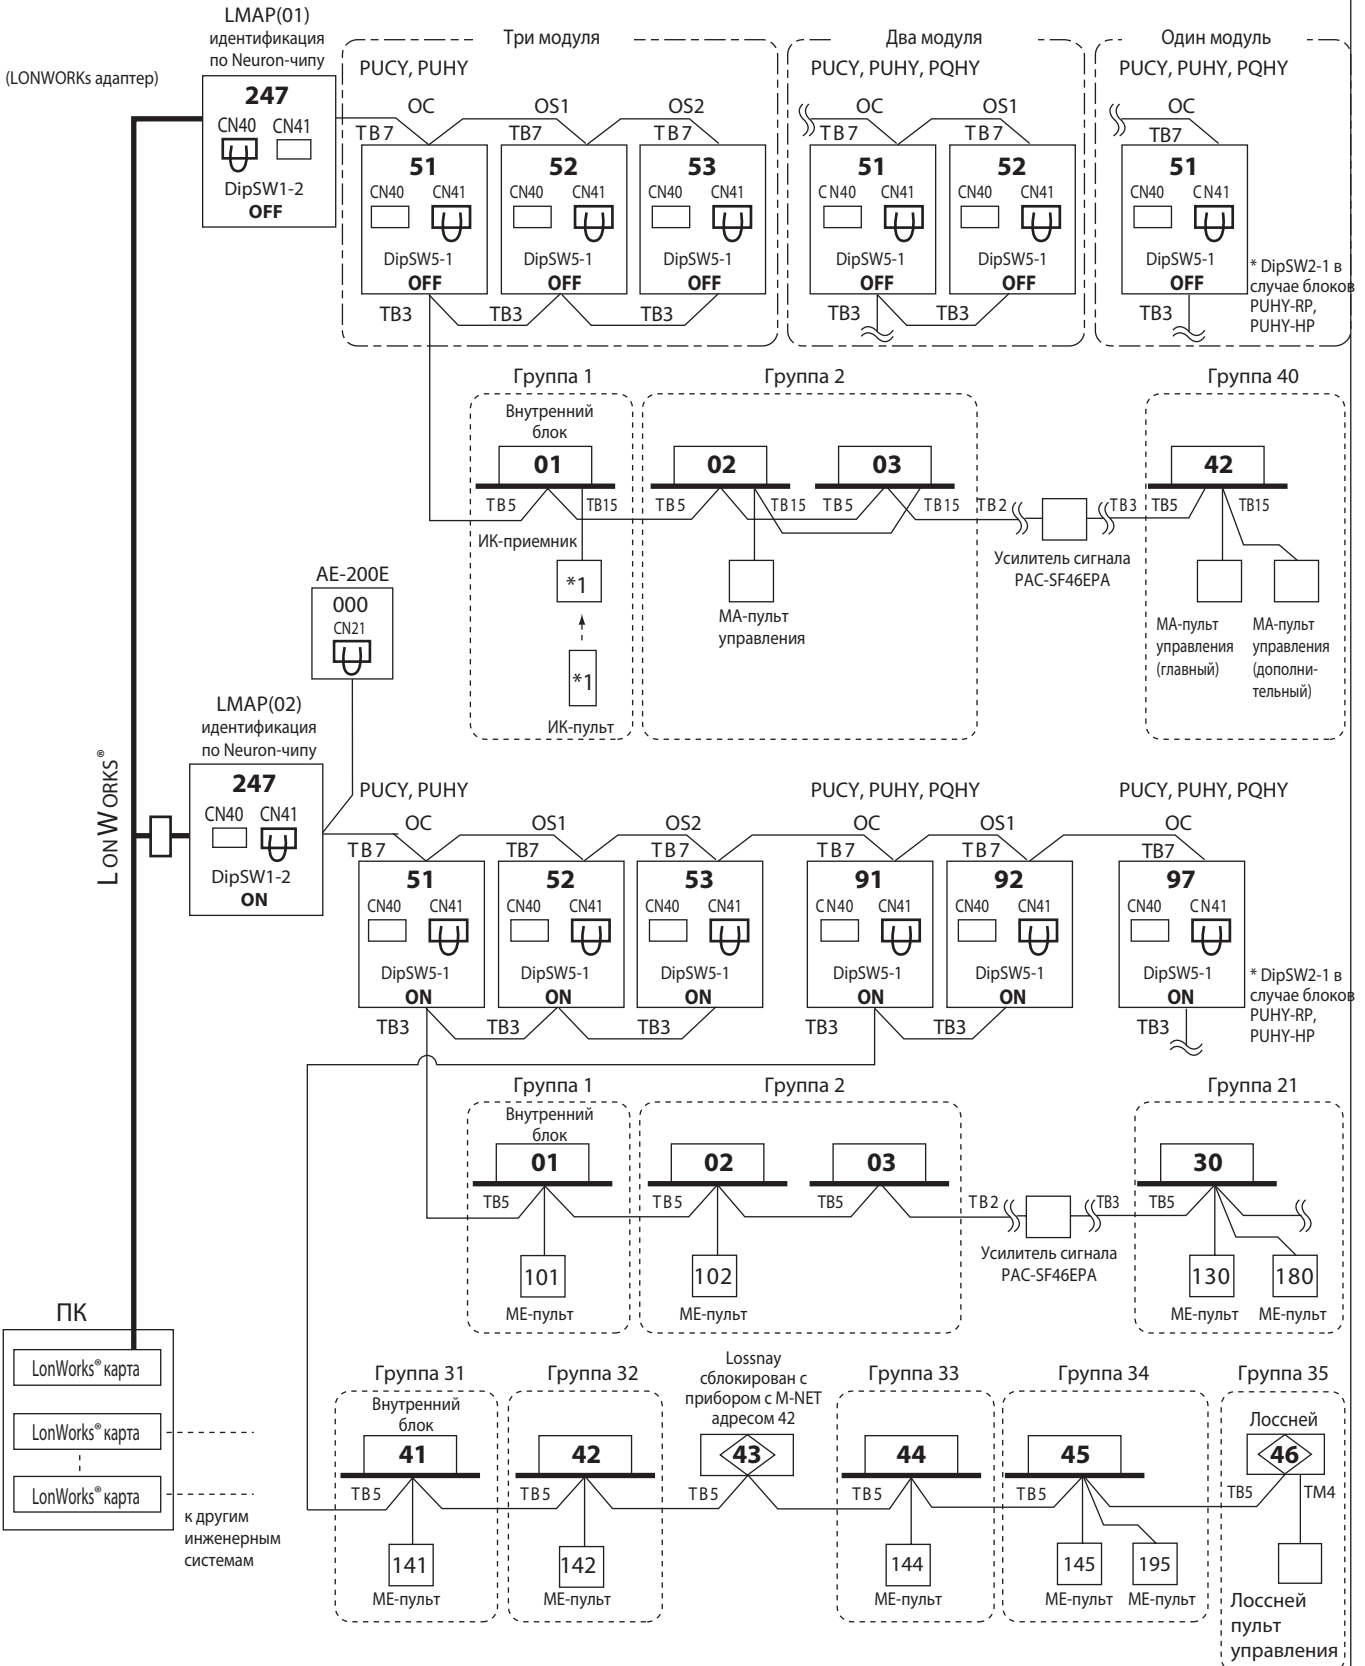 LMAP(01)
идентификация
по Neuron-чипу
(LONWORKs адаптер)
247
CN40 CN41
DipSW1-2
OFF
Три модуля
PUCY, PUHY
OC OS1 OS2
TB7 TB7 TB7
51 52 53
CN40 CN41 CN40 CN41 CN40 CN41
DipSW5-1 DipSW5-1 DipSW5-1
OFF OFF OFF
TB3 TB3 TB3
Два модуля
PUCY, PUHY, PQHY
OC OS1
TB7 TB7
51 52
CN40 CN41 CN40 CN41
DipSW5-1 DipSW5-1
OFF OFF
TB3 TB3
Один модуль
PUCY, PUHY, PQHY
OC
TB7
51
CN40 CN41
DipSW5-1
OFF
TB3
* DipSW2-1 в
случае блоков
PUHY-RP,
PUHY-HP
Группа 1
Внутренний
блок
01
TB5 TB15
ИК-приемник
*1
*1
ИК-пульт
Группа 2
02 03
TB5 TB15 TB5 TB15
МА-пульт
управления
TB2 TB3
Усилитель сигнала
PAC-SF46EPA
Группа 40
42
TB5 TB15
МА-пульт
управления
(главный)
МА-пульт
управления
(дополни-
тельный)
AE-200E
000
CN21
LONWORKS®
LMAP(02)
идентификация
по Neuron-чипу
247
CN40 CN41
DipSW1-2
ON
PUCY, PUHY
OC OS1 OS2
TB7 TB7 TB7
51 52 53
CN40 CN41 CN40 CN41 CN40 CN41
DipSW5-1 DipSW5-1 DipSW5-1
ON ON ON
TB3 TB3 TB3
PUCY, PUHY, PQHY
OC OS1
TB7 TB7
91 92
CN40 CN41 CN40 CN41
DipSW5-1 DipSW5-1
ON ON
TB3 TB3
PUCY, PUHY, PQHY
OC
TB7
97
CN40 CN41
DipSW5-1
ON
TB3
* DipSW2-1 в
случае блоков
PUHY-RP,
PUHY-HP
Группа 1
Внутренний
блок
01
TB5
101
МЕ-пульт
Группа 2
02 03
TB5 TB5
102
МЕ-пульт
TB2 TB3
Усилитель сигнала
PAC-SF46EPA
Группа 21
30
TB5
130 180
МЕ-пульт МЕ-пульт
ПК
LonWorks® карта
LonWorks® карта
LonWorks® карта
к другим
инженерным
системам
Группа 31
Внутренний
блок
41
TB5
141
МЕ-пульт
Группа 32
42
TB5
142
МЕ-пульт
Lossnay
сблокирован с
прибором с M-NET
адресом 42
43
TB5
Группа 33
44
TB5
144
МЕ-пульт
Группа 34
45
TB5
145 195
МЕ-пульт МЕ-пульт
Группа 35
Лоссней
46
TB5 TM4
Лоссней
пульт
управления